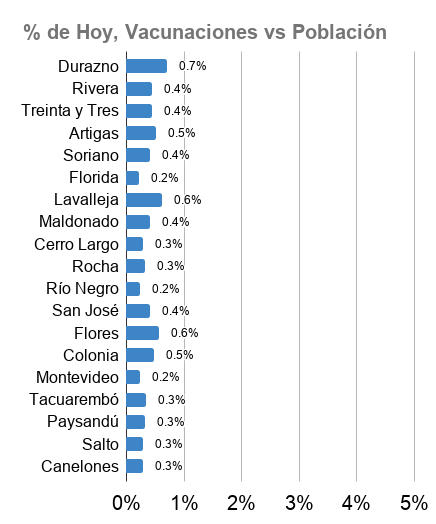 % de Hoy, Vacunaciones vs Población
Durazno 0.7%
Rivera 0.4%
Treinta y Tres 0.4%
Artigas 0.5%
Soriano 0.4%
Florida 0.2%
Lavalleja 0.6%
Maldonado 0.4%
Cerro Largo 0.3%
Rocha 0.3%
Río Negro 0.2%
San José 0.4%
Flores 0.6%
Colonia 0.5%
Montevideo 0.2%
Tacuarembó 0.3%
Paysandú 0.3%
Salto 0.3%
Canelones 0.3%
0% 1% 2% 3% 4% 5%